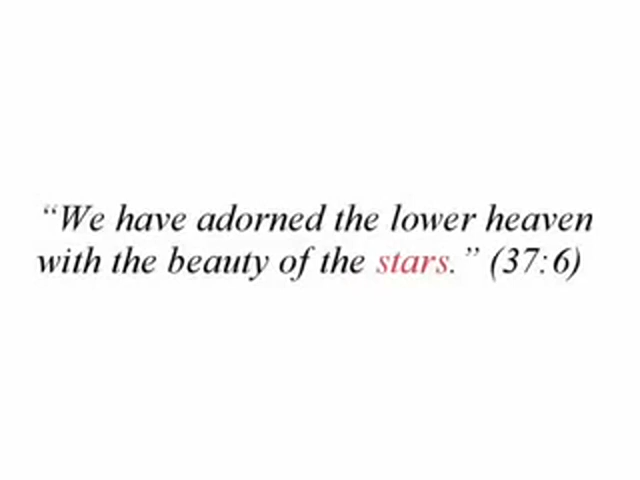 “We have adorned the lower heaven
with the beauty of the stars.” (37:6)